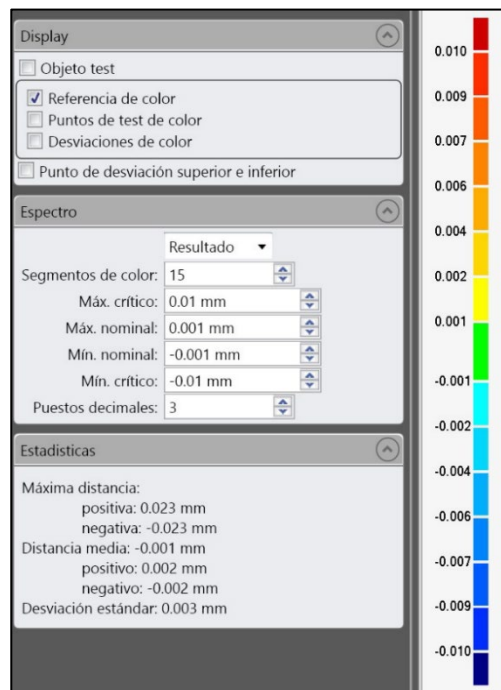 Display
Objeto test
Referencia de color
Puntos de test de color
Desviaciones de color
Punto de desviación superior e inferior
Espectro
Resultado
Segmentos de color: 15
Máx. crítico: 0.01 mm
Máx. nominal: 0.001 mm
Mín. nominal: -0.001 mm
Mín. crítico: -0.01 mm
Puestos decimales: 3
Estadísticas
Máxima distancia:
positiva: 0.023 mm
negativa: -0.023 mm
Distancia media: -0.001 mm
positivo: 0.002 mm
negativo: -0.002 mm
Desviación estándar: 0.003 mm
0.010
0.009
0.007
0.006
0.004
0.002
0.001
-0.001
-0.002
-0.004
-0.006
-0.007
-0.009
-0.010